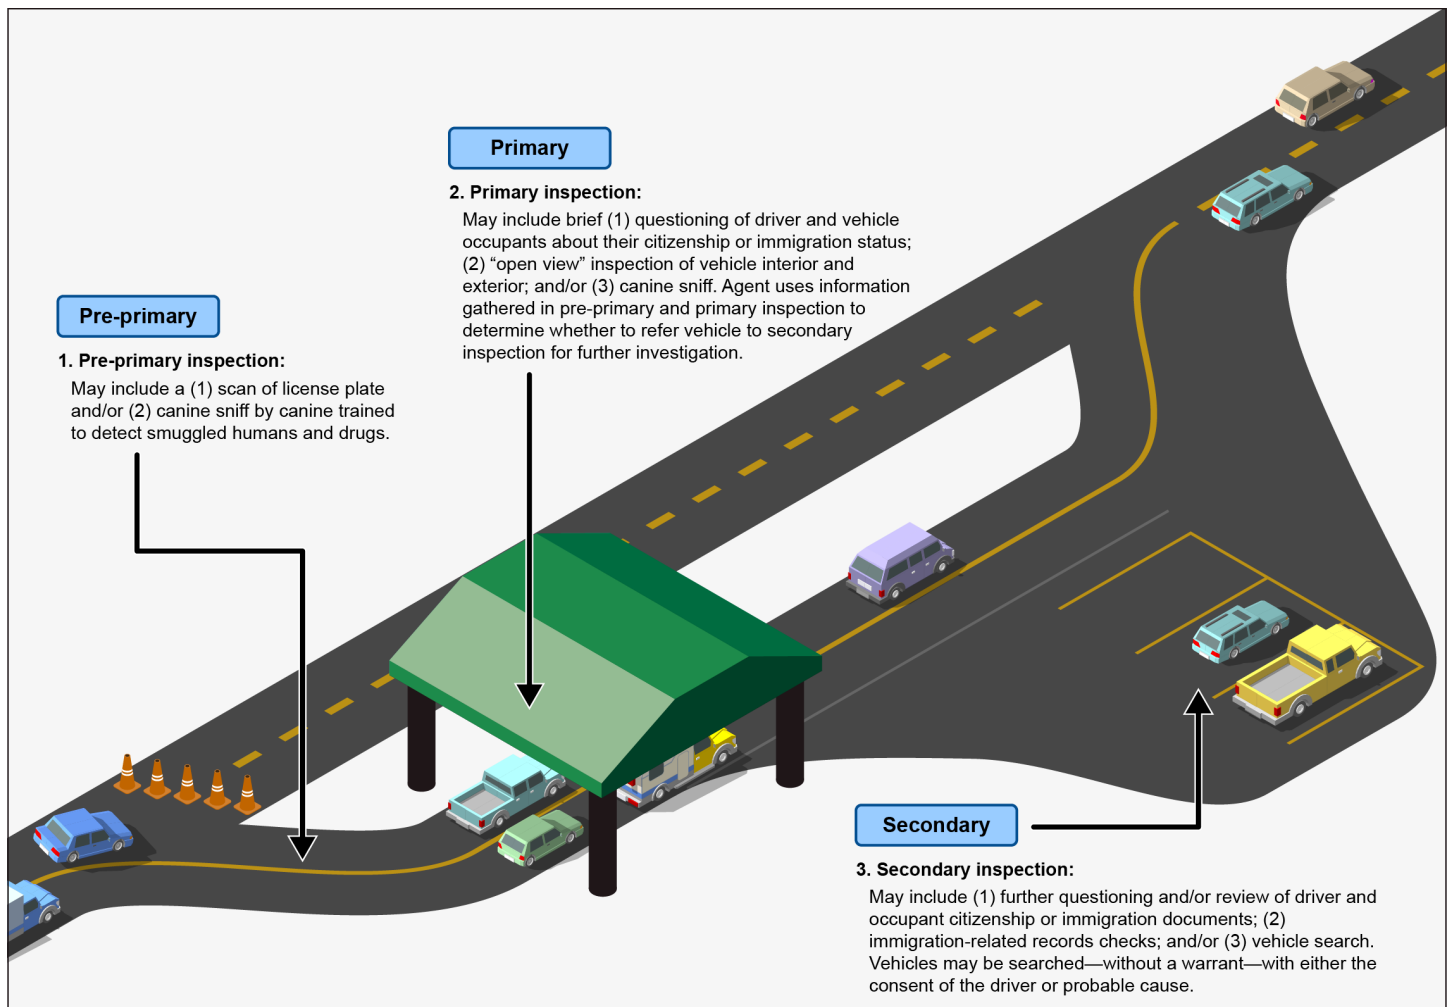 Primary
2. Primary inspection:
May include brief (1) questioning of driver and vehicle
occupants about their citizenship or immigration status;
(2) “open view” inspection of vehicle interior and
exterior; and/or (3) canine sniff. Agent uses information
gathered in pre-primary and primary inspection to
determine whether to refer vehicle to secondary
inspection for further investigation.
Pre-primary
1. Pre-primary inspection:
May include a (1) scan of license plate
and/or (2) canine sniff by canine trained
to detect smuggled humans and drugs.
Secondary
3. Secondary inspection:
May include (1) further questioning and/or review of driver and
occupant citizenship or immigration documents; (2)
immigration-related records checks; and/or (3) vehicle search.
Vehicles may be searched—without a warrant—with either the
consent of the driver or probable cause.